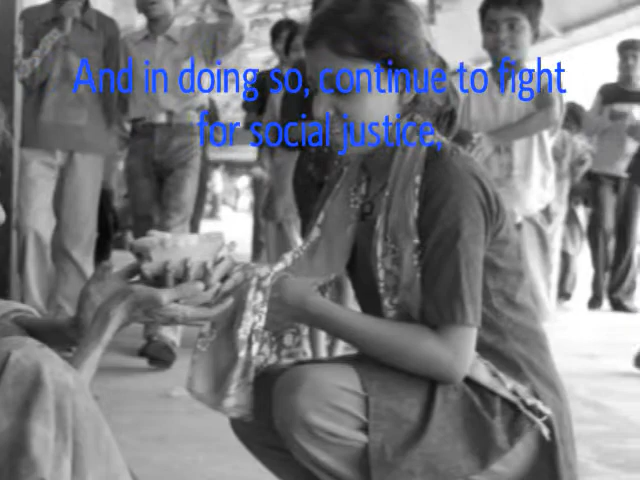 And in doing so, continue to fight
for social justice,